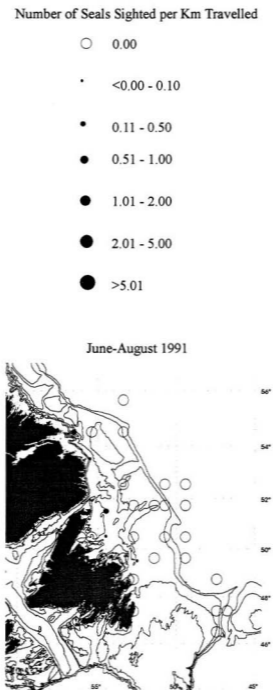 Number of Seals Sighted per Km Travelled
0.00
<0.00 - 0.10
0.11 - 0.50
0.51 - 1.00
1.01 - 2.00
2.01 - 5.00
>5.01
June-August 1991
56°
54°
52°
50°
48°
46°
55°
45°